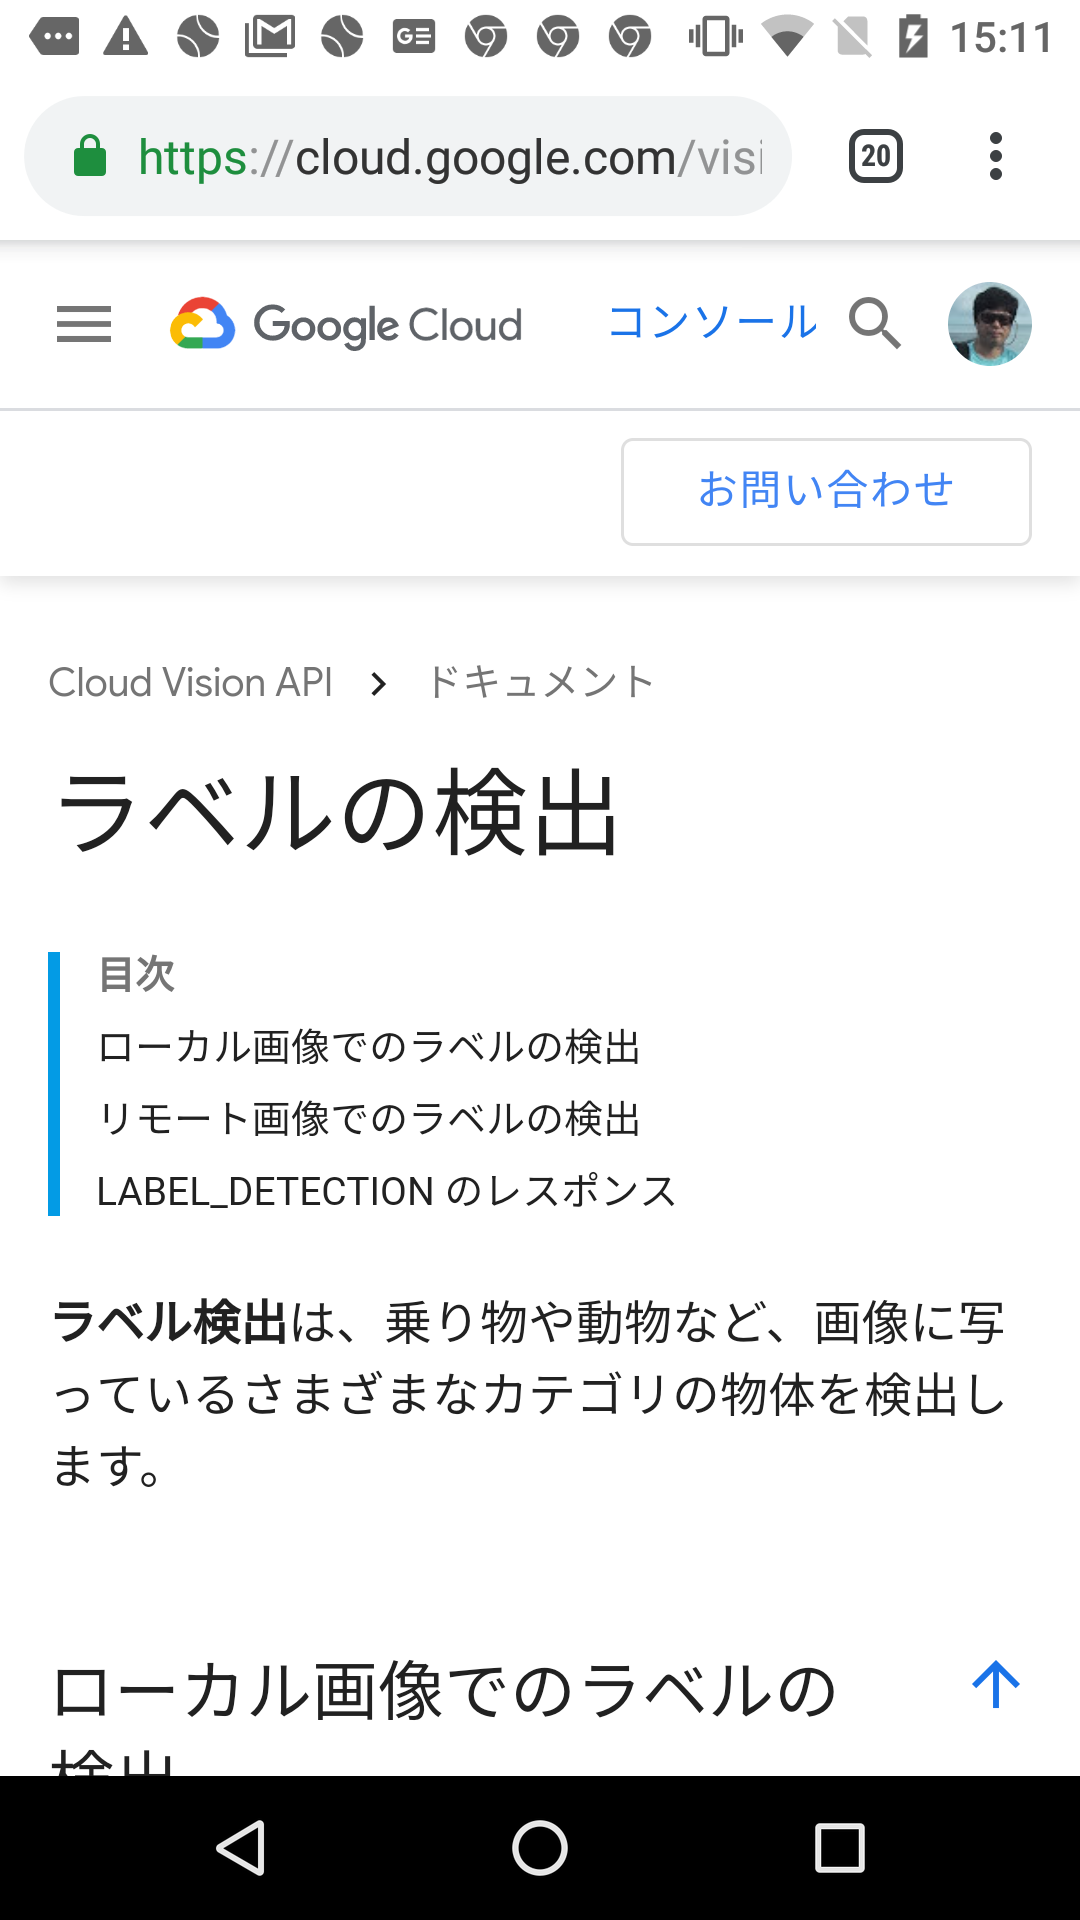 15:11
https://cloud.google.com/visi
20
Google Cloud
コンソール
お問い合わせ
Cloud Vision API > ドキュメント
ラベルの検出
目次
ローカル画像でのラベルの検出
リモート画像でのラベルの検出
LABEL_DETECTION のレスポンス
ラベル検出は、乗り物や動物など、画像に写
っているさまざまなカテゴリの物体を検出し
ます。
ローカル画像でのラベルの
検出